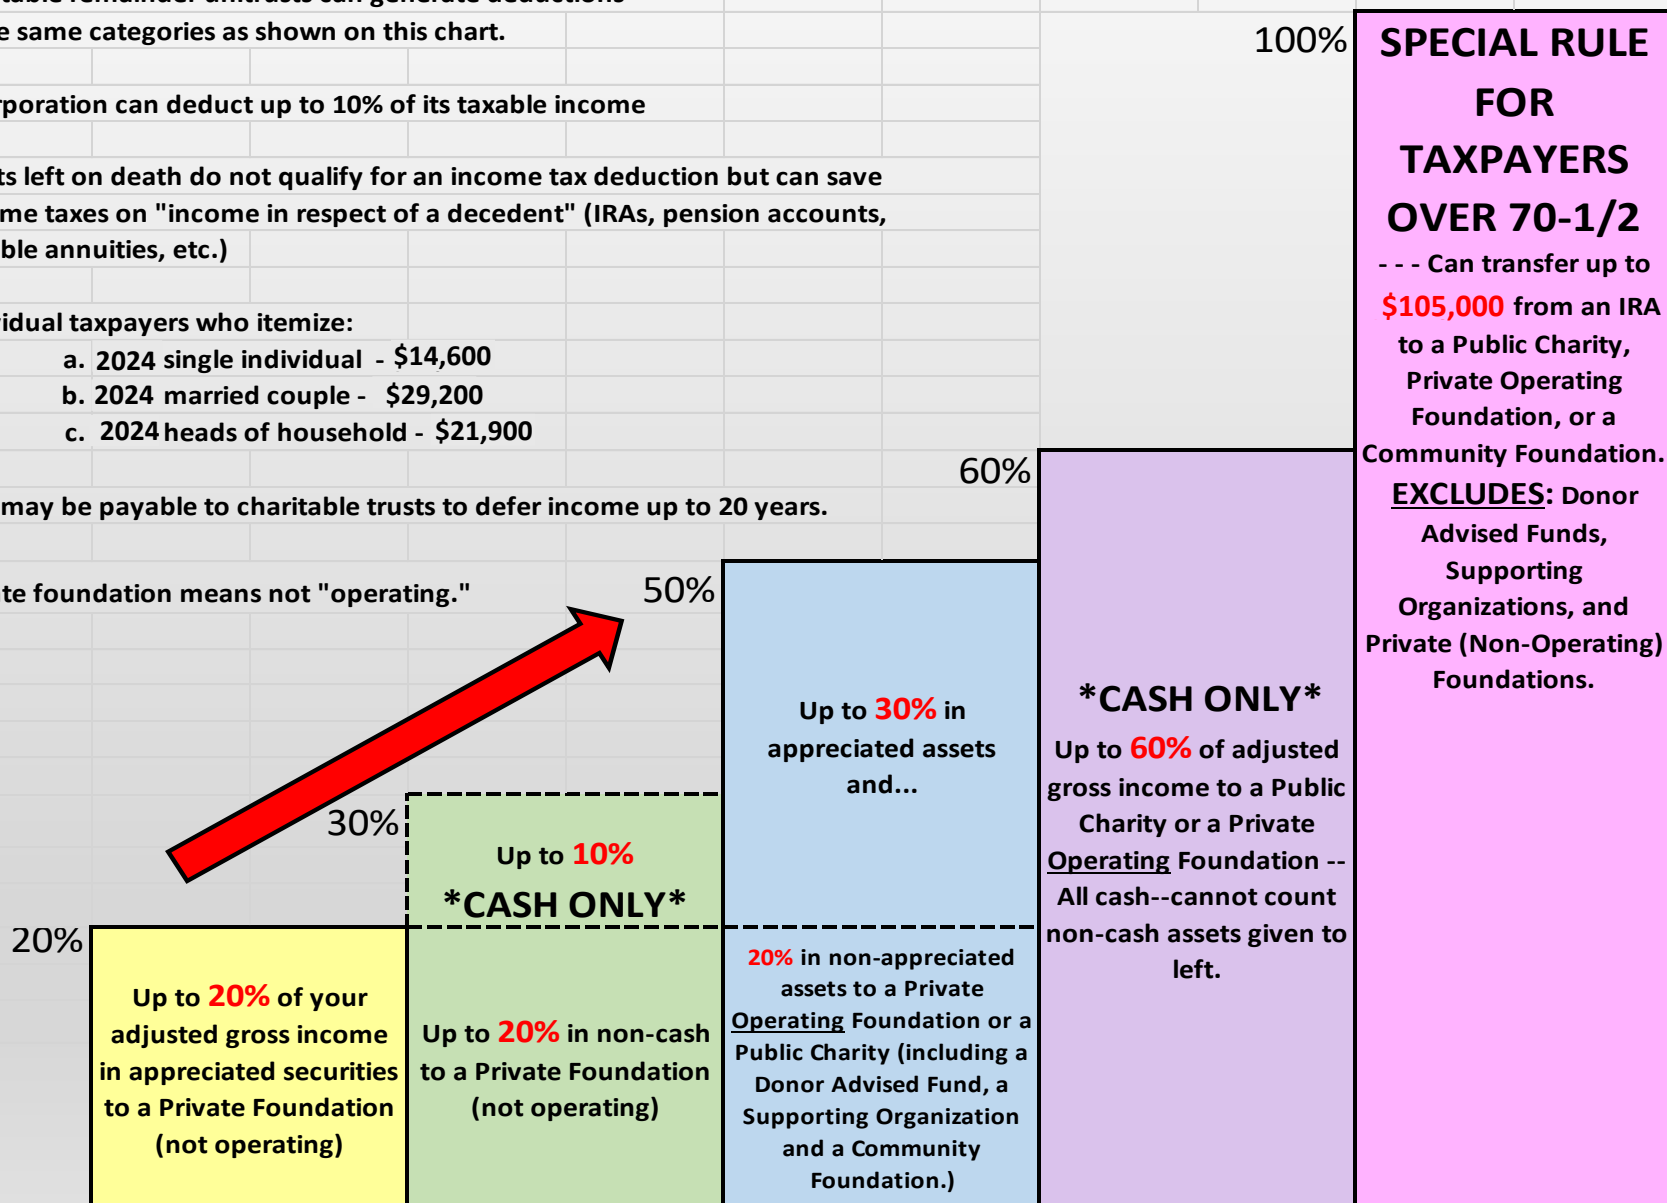 remainder unitrusts can generate deductions
same categories as shown on this chart.
can deduct up to 10% of its taxable income
left on death do not qualify for an income tax deduction but can save
taxes on "income in respect of a decedent" (IRAs, pension accounts,
annuities, etc.)
taxpayers who itemize:
a. 2024 single individual - $14,600
b. 2024 married couple - $29,200
c. 2024 heads of household - $21,900
may be payable to charitable trusts to defer income up to 20 years.
foundation means not "operating."
20%
Up to 20% of your
adjusted gross income
in appreciated securities
to a Private Foundation
(not operating)
30%
Up to 10%
*CASH ONLY*
Up to 20% in non-cash
to a Private Foundation
(not operating)
50%
Up to 30% in
appreciated assets
and...
20% in non-appreciated
assets to a Private
Operating Foundation or a
Public Charity (including a
Donor Advised Fund, a
Supporting Organization
and a Community
Foundation.)
60%
*CASH ONLY*
Up to 60% of adjusted
gross income to a Public
Charity or a Private
Operating Foundation --
All cash--cannot count
non-cash assets given to
left.
100%
SPECIAL RULE
FOR
TAXPAYERS
OVER 70-1/2
- - - Can transfer up to
$105,000 from an IRA
to a Public Charity,
Private Operating
Foundation, or a
Community Foundation.
EXCLUDES: Donor
Advised Funds,
Supporting
Organizations, and
Private (Non-Operating)
Foundations.